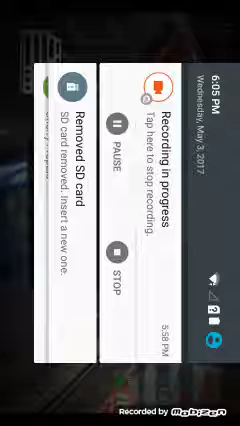 6:05 PM
Wednesday, May 3, 2017
Recording in progress
5:58 PM
Tap here to stop recording.
PAUSE
STOP
Removed SD card
SD card removed. Insert a new one.
Recorded by mobizen